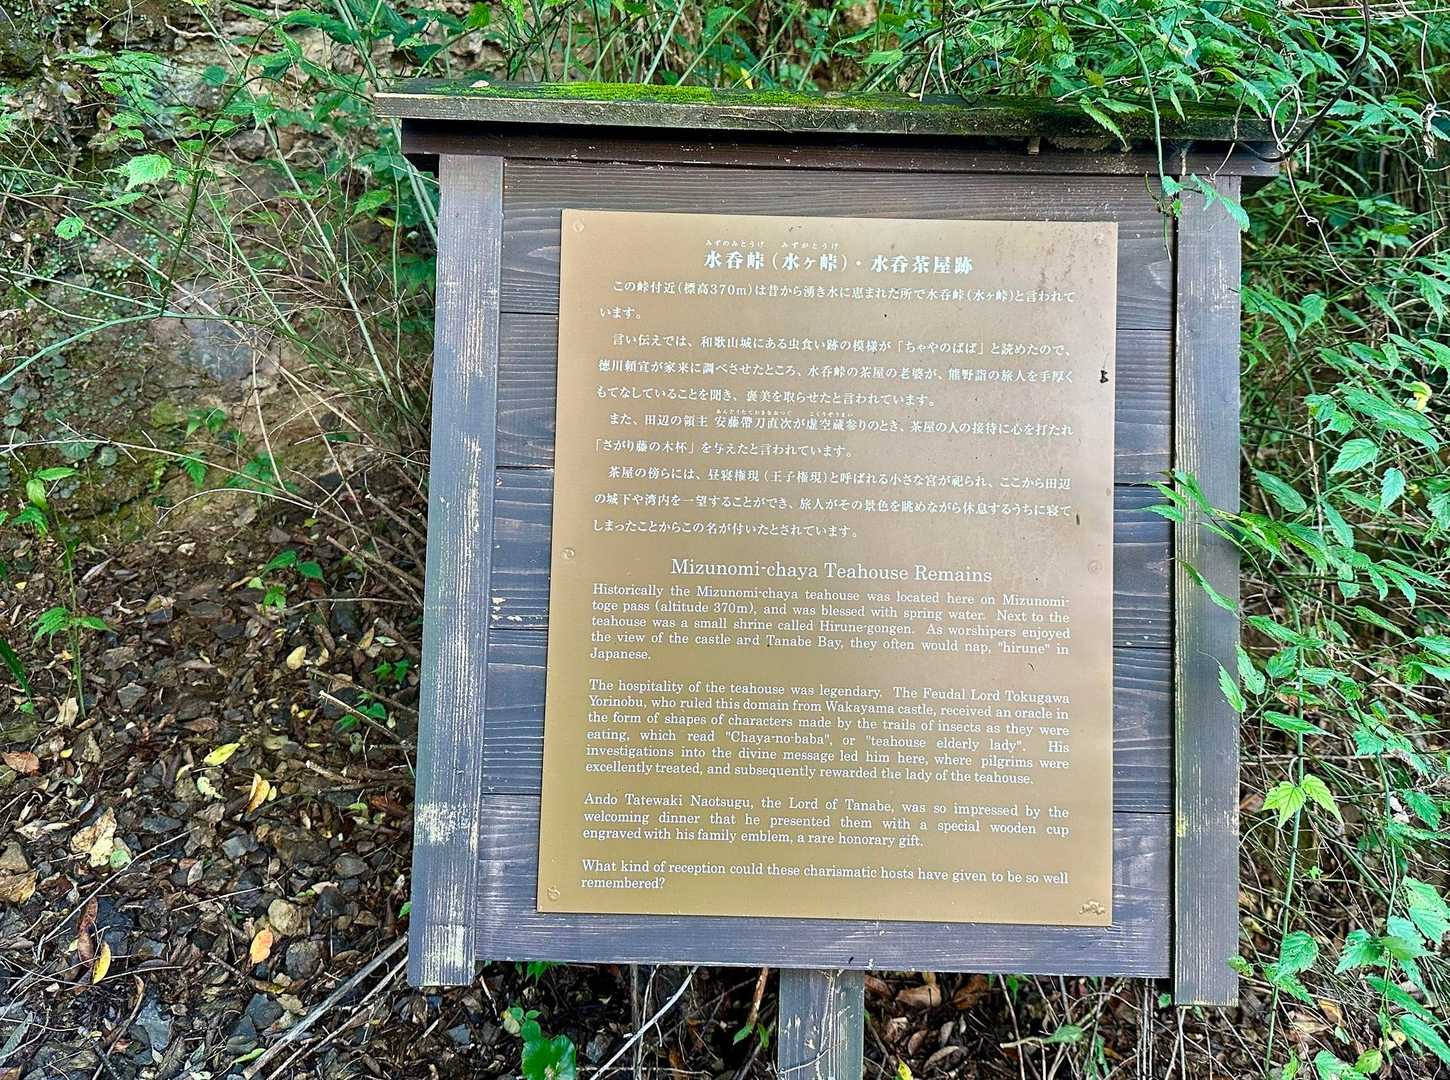 みずのみとうげ みずがとうげ
水呑峠(水ヶ峠)・水呑茶屋跡
この峠付近(標高370m)は昔から湧き水に恵まれた所で水呑峠(水ヶ峠)と言われて
います。
言い伝えでは、和歌山城にある虫食い跡の模様が「ちゃやのばば」と読めたので、
徳川頼宣が家来に調べさせたところ、水呑峠の茶屋の老婆が、熊野詣の旅人を手厚く
もてなしていることを聞き、褒美を取らせたと言われています。
あんどうたてわきなおつぐ こくうぞうまい
また、田辺の領主 安藤帶刀直次が虚空蔵参りのとき、茶屋の人の接待に心を打たれ
「さがり藤の木杯」を与えたと言われています。
茶屋の傍らには、昼寝権現(王子権現)と呼ばれる小さな宮が祀られ、ここから田辺
の城下や湾内を一望することができ、旅人がその景色を眺めながら休息するうちに寝て
しまったことからこの名が付いたとされています。
Mizunomi-chaya Teahouse Remains
Historically the Mizunomi-chaya teahouse was located here on Mizunomi-
toge pass (altitude 370m), and was blessed with spring water. Next to the
teahouse was a small shrine called Hirune-gongen. As worshipers enjoyed
the view of the castle and Tanabe Bay, they often would nap, "hirune" in
Japanese.
The hospitality of the teahouse was legendary. The Feudal Lord Tokugawa
Yorinobu, who ruled this domain from Wakayama castle, received an oracle in
the form of shapes of characters made by the trails of insects as they were
eating, which read "Chaya-no-baba", or "teahouse elderly lady". His
investigations into the divine message led him here, where pilgrims were
excellently treated, and subsequently rewarded the lady of the teahouse.
Ando Tatewaki Naotsugu, the Lord of Tanabe, was so impressed by the
welcoming dinner that he presented them with a special wooden cup
engraved with his family emblem, a rare honorary gift.
What kind of reception could these charismatic hosts have given to be so well
remembered?